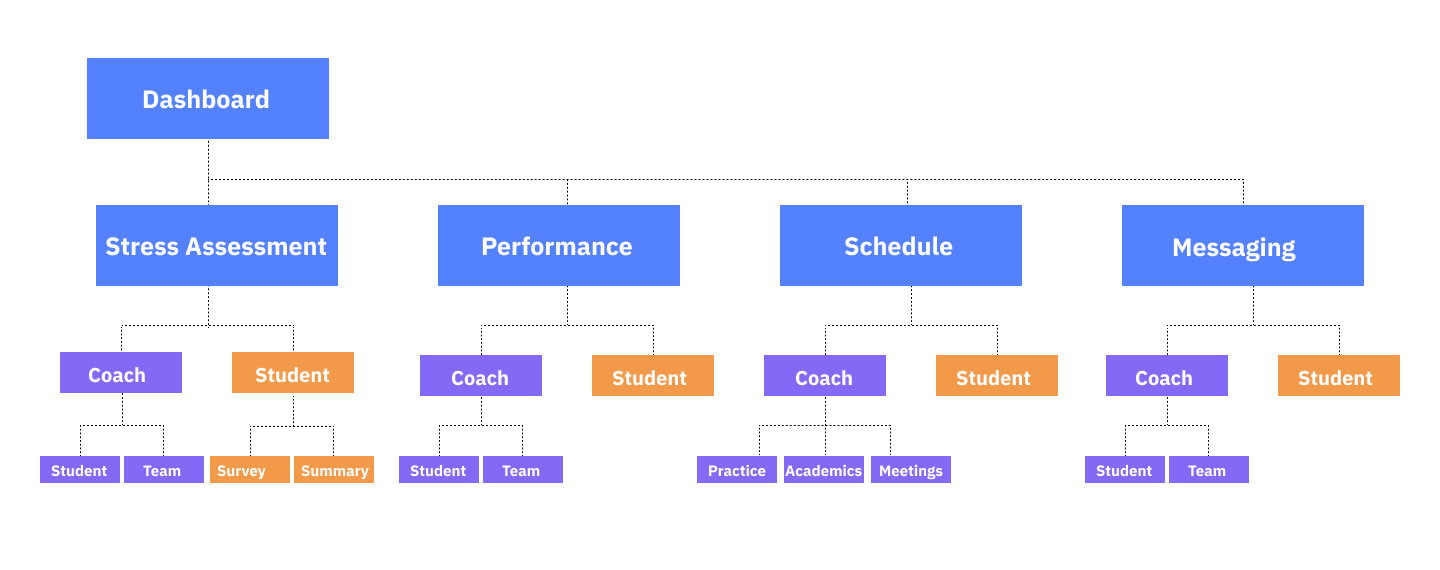 Dashboard
Stress Assessment
Performance
Schedule
Messaging
Coach
Student
Coach
Student
Coach
Student
Coach
Student
Student
Team
Survey
Summary
Student
Team
Practice
Academics
Meetings
Student
Team